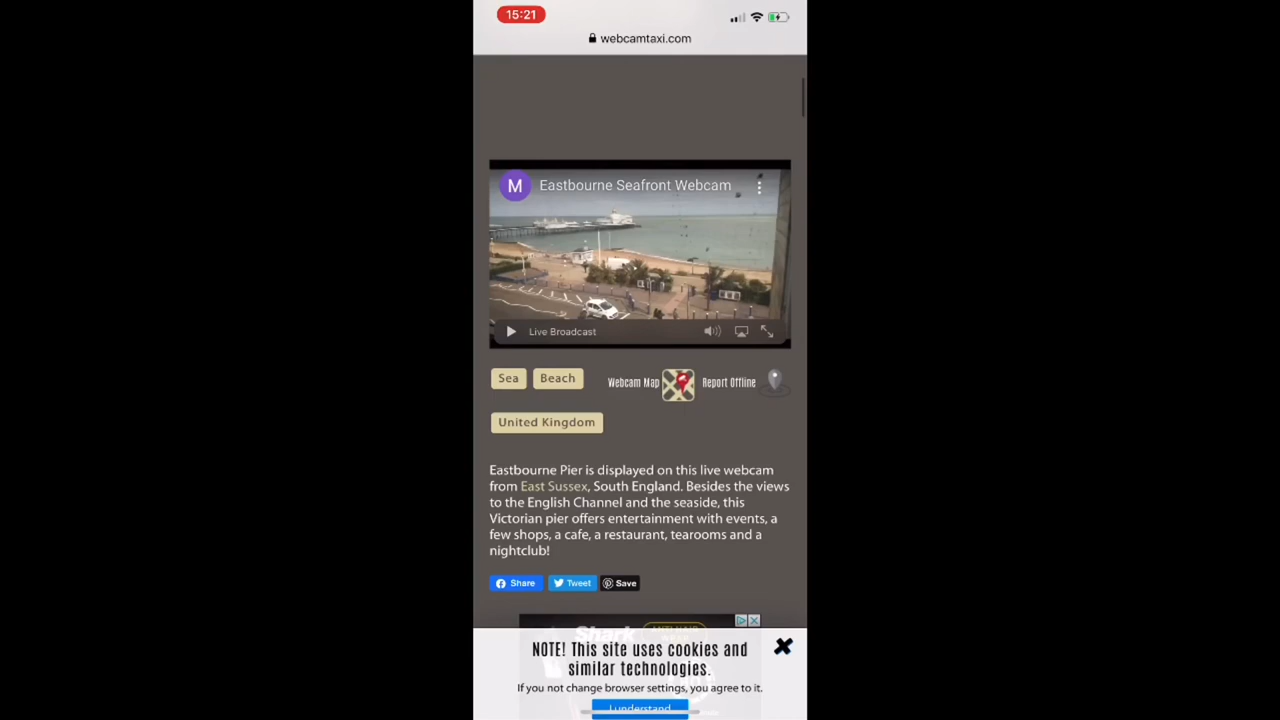 15:21
webcamtaxi.com
M
Eastbourne Seafront Webcam
Live Broadcast
Sea Beach Webcam Map Report Offline
United Kingdom
Eastbourne Pier is displayed on this live webcam
from East Sussex, South England. Besides the views
to the English Channel and the seaside, this
Victorian pier offers entertainment with events, a
few shops, a cafe, a restaurant, tearooms and a
nightclub!
Share Tweet Save
Shark ANTI HAIR
WRAP
NOTE! This site uses cookies and
similar technologies.
If you not change browser settings, you agree to it.
I understand